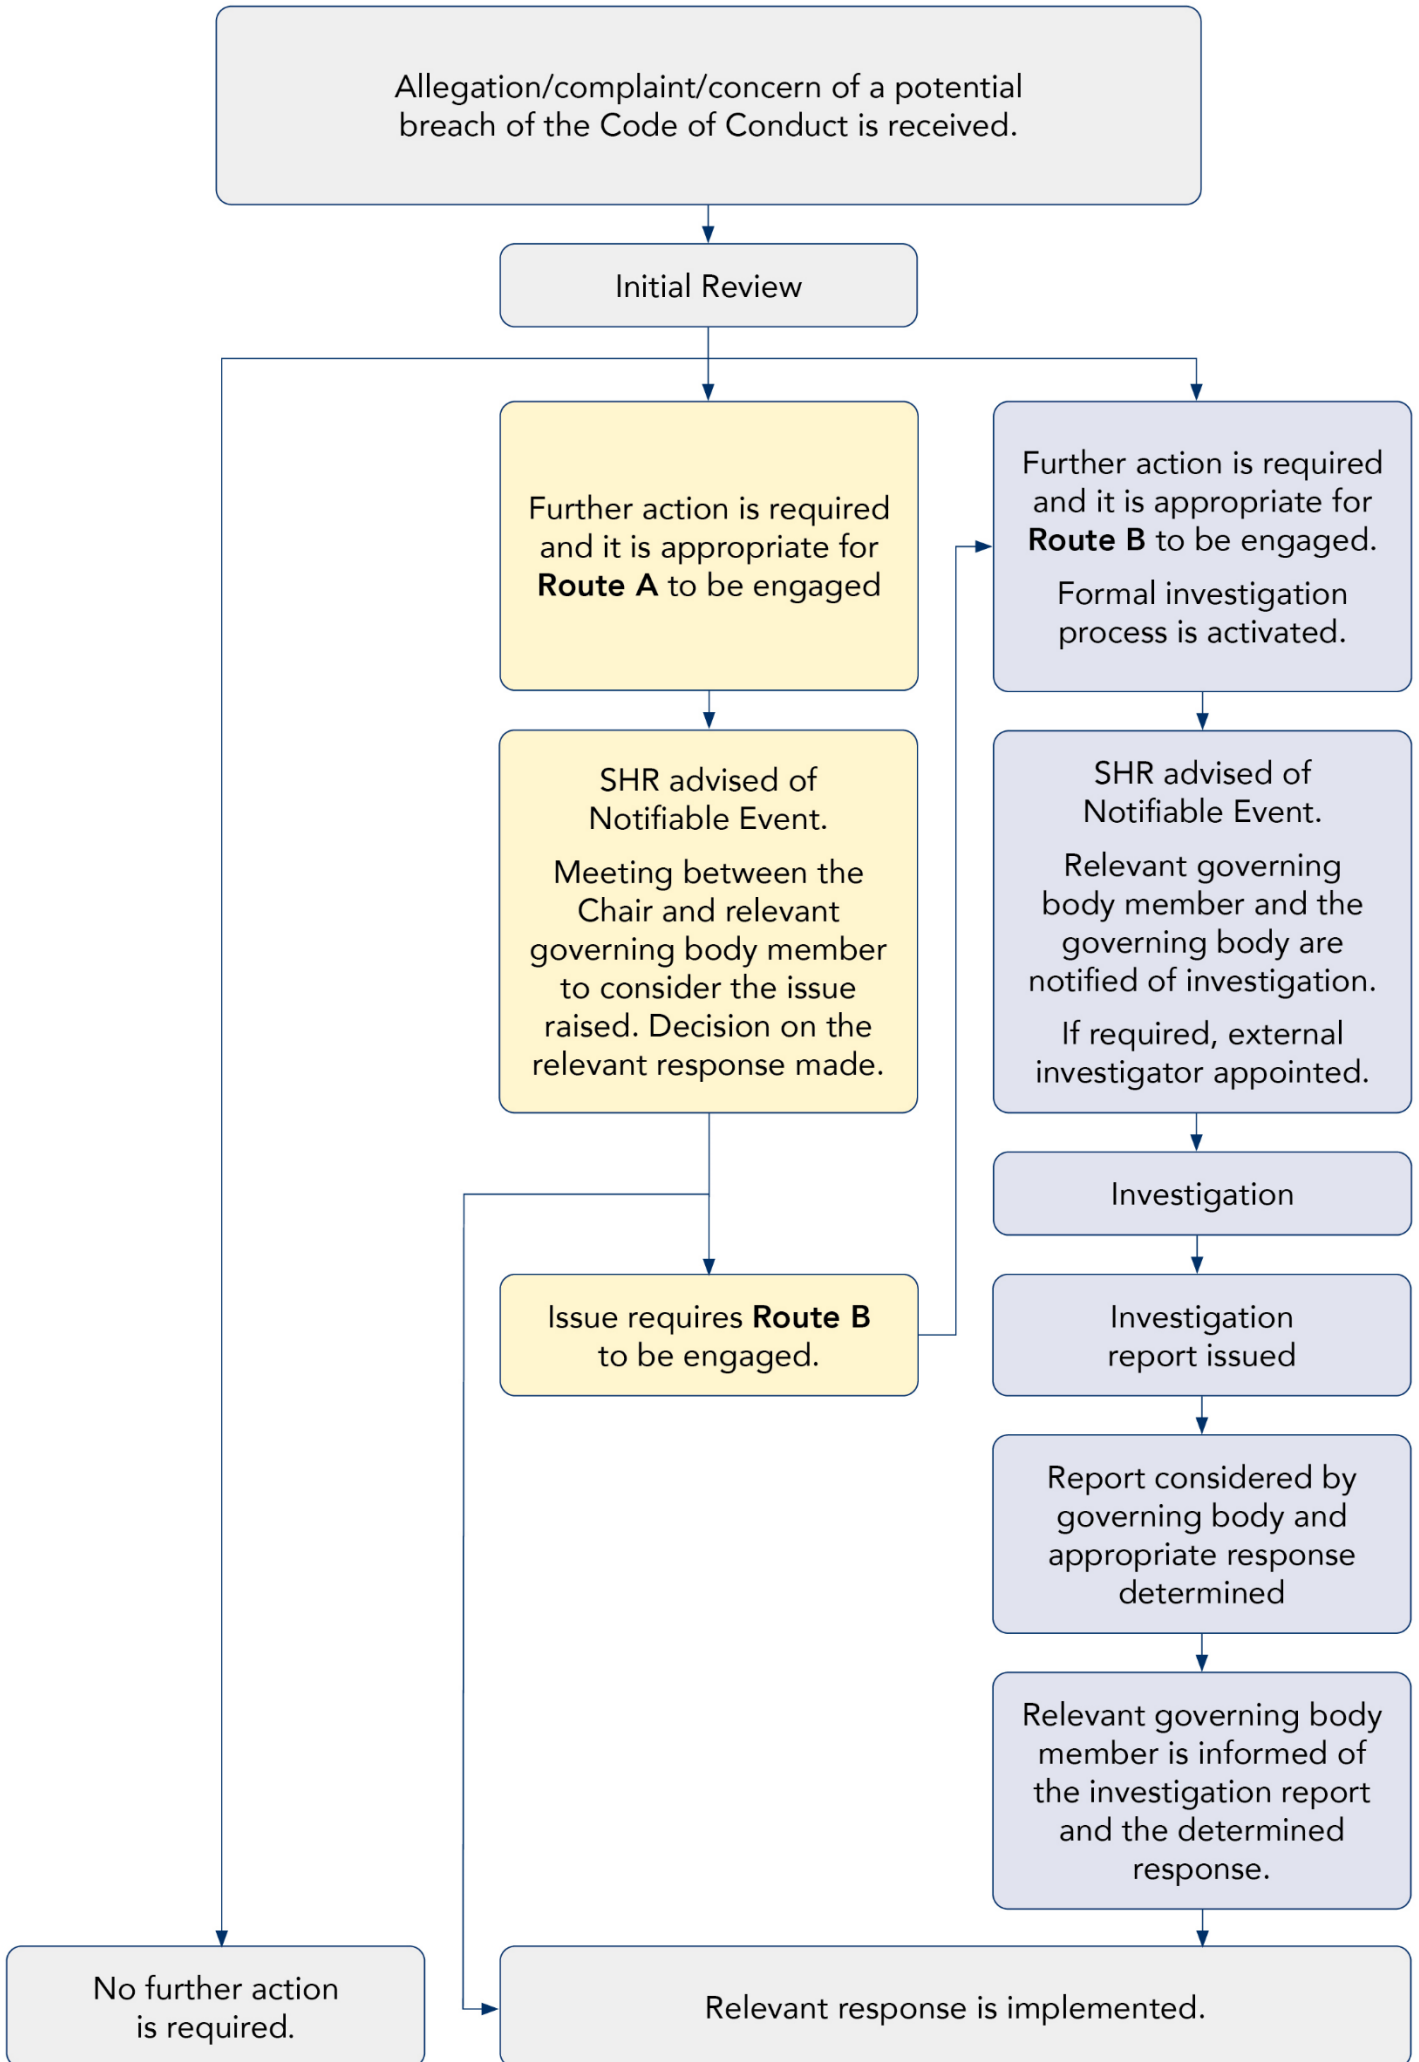 Allegation/complaint/concern of a potential
breach of the Code of Conduct is received.
Initial Review
Further action is required
and it is appropriate for
Route A to be engaged
Further action is required
and it is appropriate for
Route B to be engaged.
Formal investigation
process is activated.
SHR advised of
Notifiable Event.
Meeting between the
Chair and relevant
governing body member
to consider the issue
raised. Decision on the
relevant response made.
SHR advised of
Notifiable Event.
Relevant governing
body member and the
governing body are
notified of investigation.
If required, external
investigator appointed.
Investigation
Issue requires Route B
to be engaged.
Investigation
report issued
Report considered by
governing body and
appropriate response
determined
Relevant governing body
member is informed of
the investigation report
and the determined
response.
No further action
is required.
Relevant response is implemented.